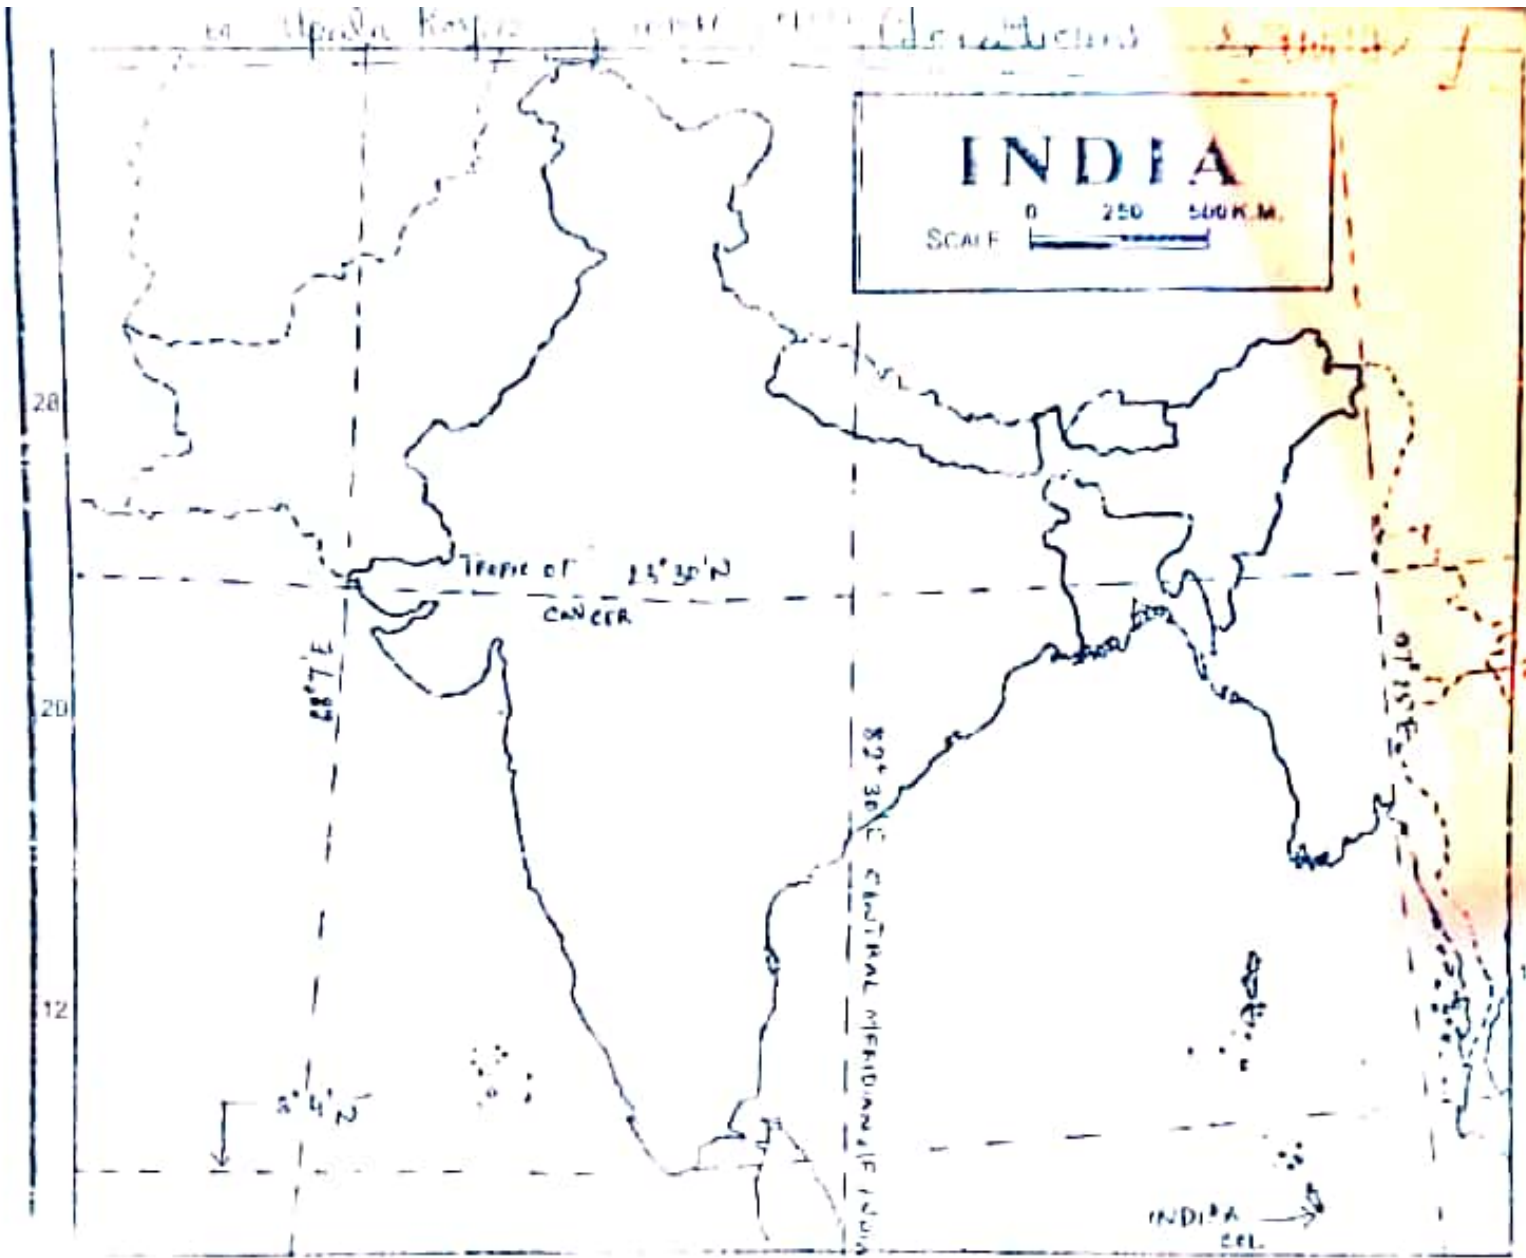 INDIA
0 250 500 K.M.
SCALE
28
TROPIC OF 23°30'N
CANCER
68°7'E
97°25'E
20
82°30'E CENTRAL MERIDIAN OF INDIA
12
8°4'N
INDIRA